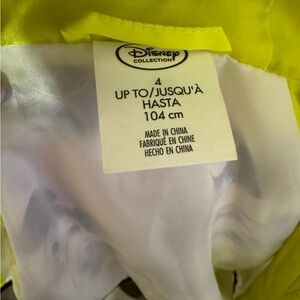 Disney
COLLECTION
4
UP TO/JUSQU'À
HASTA
104 cm
MADE IN CHINA
FABRIQUÉ EN CHINE
HECHO EN CHINA